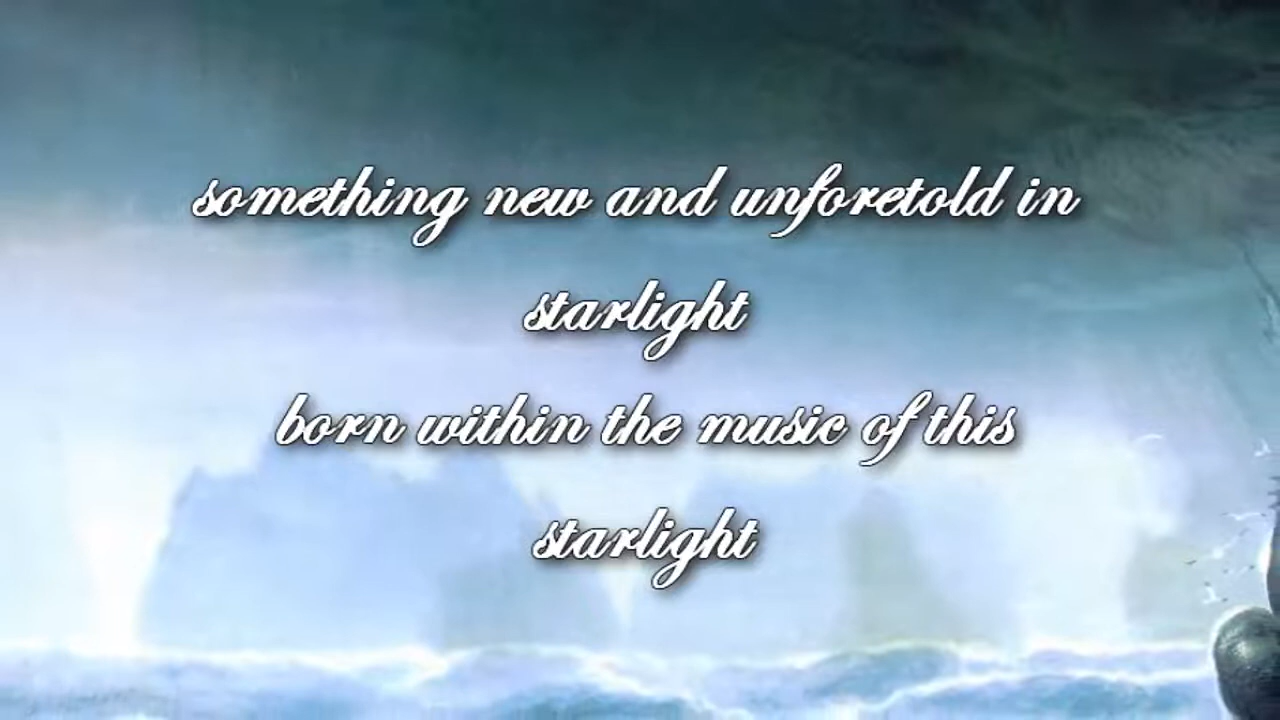 something new and unforetold in
starlight
born within the music of this
starlight